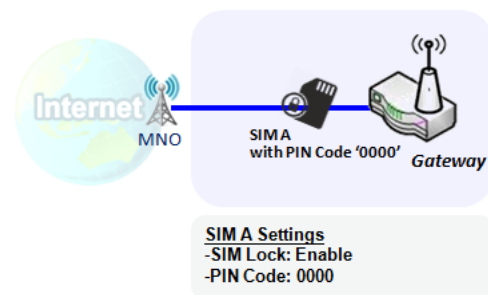 Internet
MNO
SIM A
with PIN Code ‘0000’
Gateway
SIM A Settings
-SIM Lock: Enable
-PIN Code: 0000